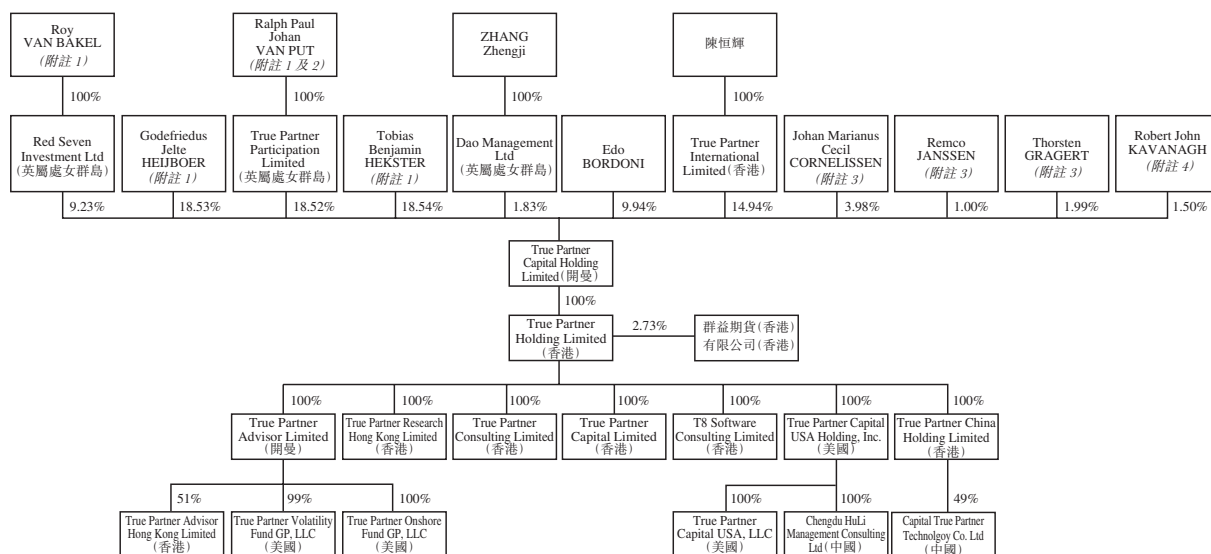 Roy
VAN BAKEL
(附註 1)
Ralph Paul
Johan
VAN PUT
(附註 1 及 2)
ZHANG
Zhengji
陳恒輝
100%
100%
100%
100%
Red Seven
Investment Ltd
(英屬處女群島)
Godefriedus
Jelte
HEIJBOER
(附註 1)
True Partner
Participation
Limited
(英屬處女群島)
Tobias
Benjamin
HEKSTER
(附註 1)
Dao Management
Ltd
(英屬處女群島)
Edo
BORDONI
True Partner
International
Limited(香港)
Johan Marianus
Cecil
CORNELISSEN
(附註 3)
Remco
JANSSEN
(附註 3)
Thorsten
GRAGERT
(附註 3)
Robert John
KAVANAGH
(附註 4)
9.23%
18.53%
18.52%
18.54%
1.83%
9.94%
14.94%
3.98%
1.00%
1.99%
1.50%
True Partner
Capital Holding
Limited(開曼)
100%
True Partner
Holding Limited
(香港)
2.73%
群益期貨(香港)
有限公司(香港)
100%
100%
100%
100%
100%
100%
100%
True Partner
Advisor Limited
(開曼)
True Partner Research
Hong Kong Limited
(香港)
True Partner
Consulting Limited
(香港)
True Partner
Capital Limited
(香港)
T8 Software
Consulting Limited
(香港)
True Partner Capital
USA Holding, Inc.
(美國)
True Partner China
Holding Limited
(香港)
51%
99%
100%
100%
100%
49%
True Partner Advisor
Hong Kong Limited
(香港)
True Partner Volatility
Fund GP, LLC
(美國)
True Partner Onshore
Fund GP, LLC
(美國)
True Partner
Capital USA, LLC
(美國)
Chengdu HuLi
Management Consulting
Ltd (中國)
Capital True Partner
Technolgoy Co. Ltd
(中國)